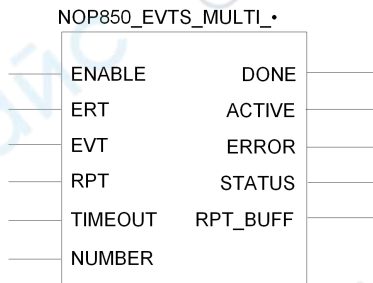 NOP850_EVTS_MULTI_•
ENABLE DONE
ERT ACTIVE
EVT ERROR
RPT STATUS
TIMEOUT RPT_BUFF
NUMBER